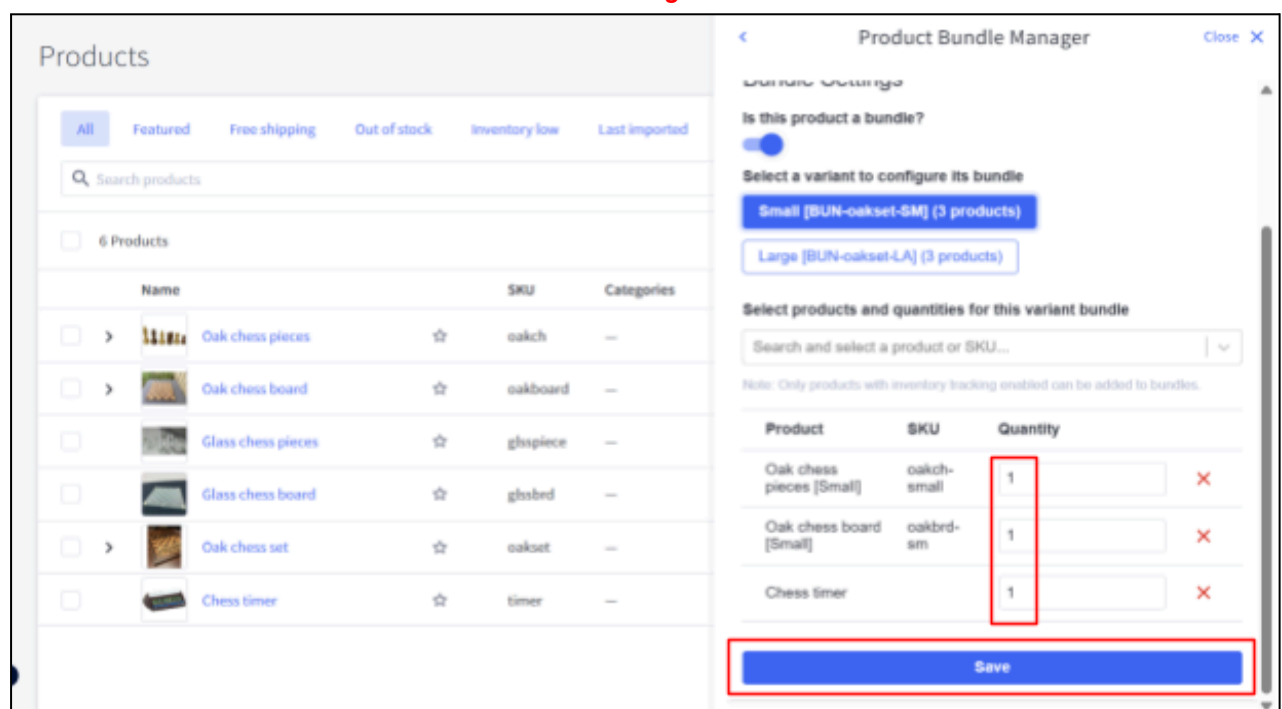 Products
All Featured Free shipping Out of stock Inventory low Last imported
Search products
6 Products
Name SKU Categories
Oak chess pieces oakch —
Oak chess board oakboard —
Glass chess pieces glsspiece —
Glass chess board glssbrd —
Oak chess set oakset —
Chess timer timer —
Product Bundle Manager Close
Bundle Settings
Is this product a bundle?
Select a variant to configure its bundle
Small [BUN-oakset-SM] (3 products)
Large [BUN-oakset-LA] (3 products)
Select products and quantities for this variant bundle
Search and select a product or SKU...
Note: Only products with inventory tracking enabled can be added to bundles.
Product SKU Quantity
Oak chess oakch-
pieces [Small] small 1
Oak chess board oakbrd-
[Small] sm 1
Chess timer 1
Save